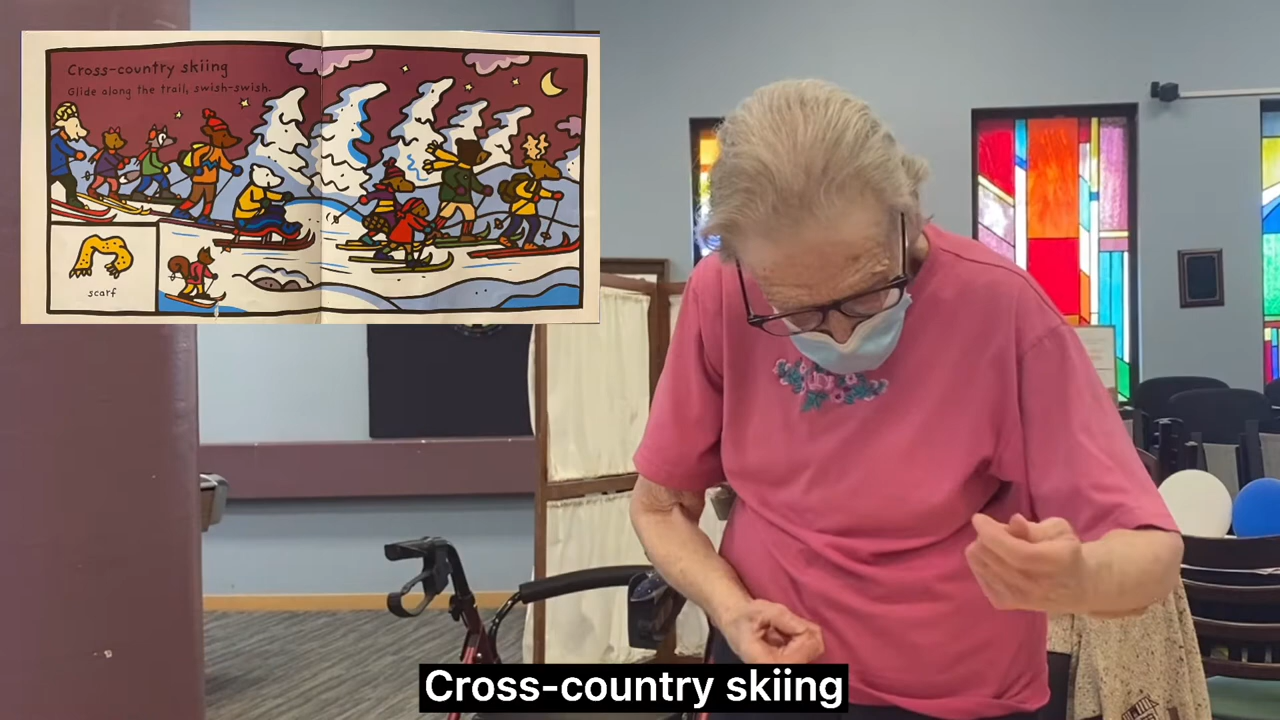 Cross-country skiing
Glide along the trail, swish-swish.
scarf
Cross-country skiing